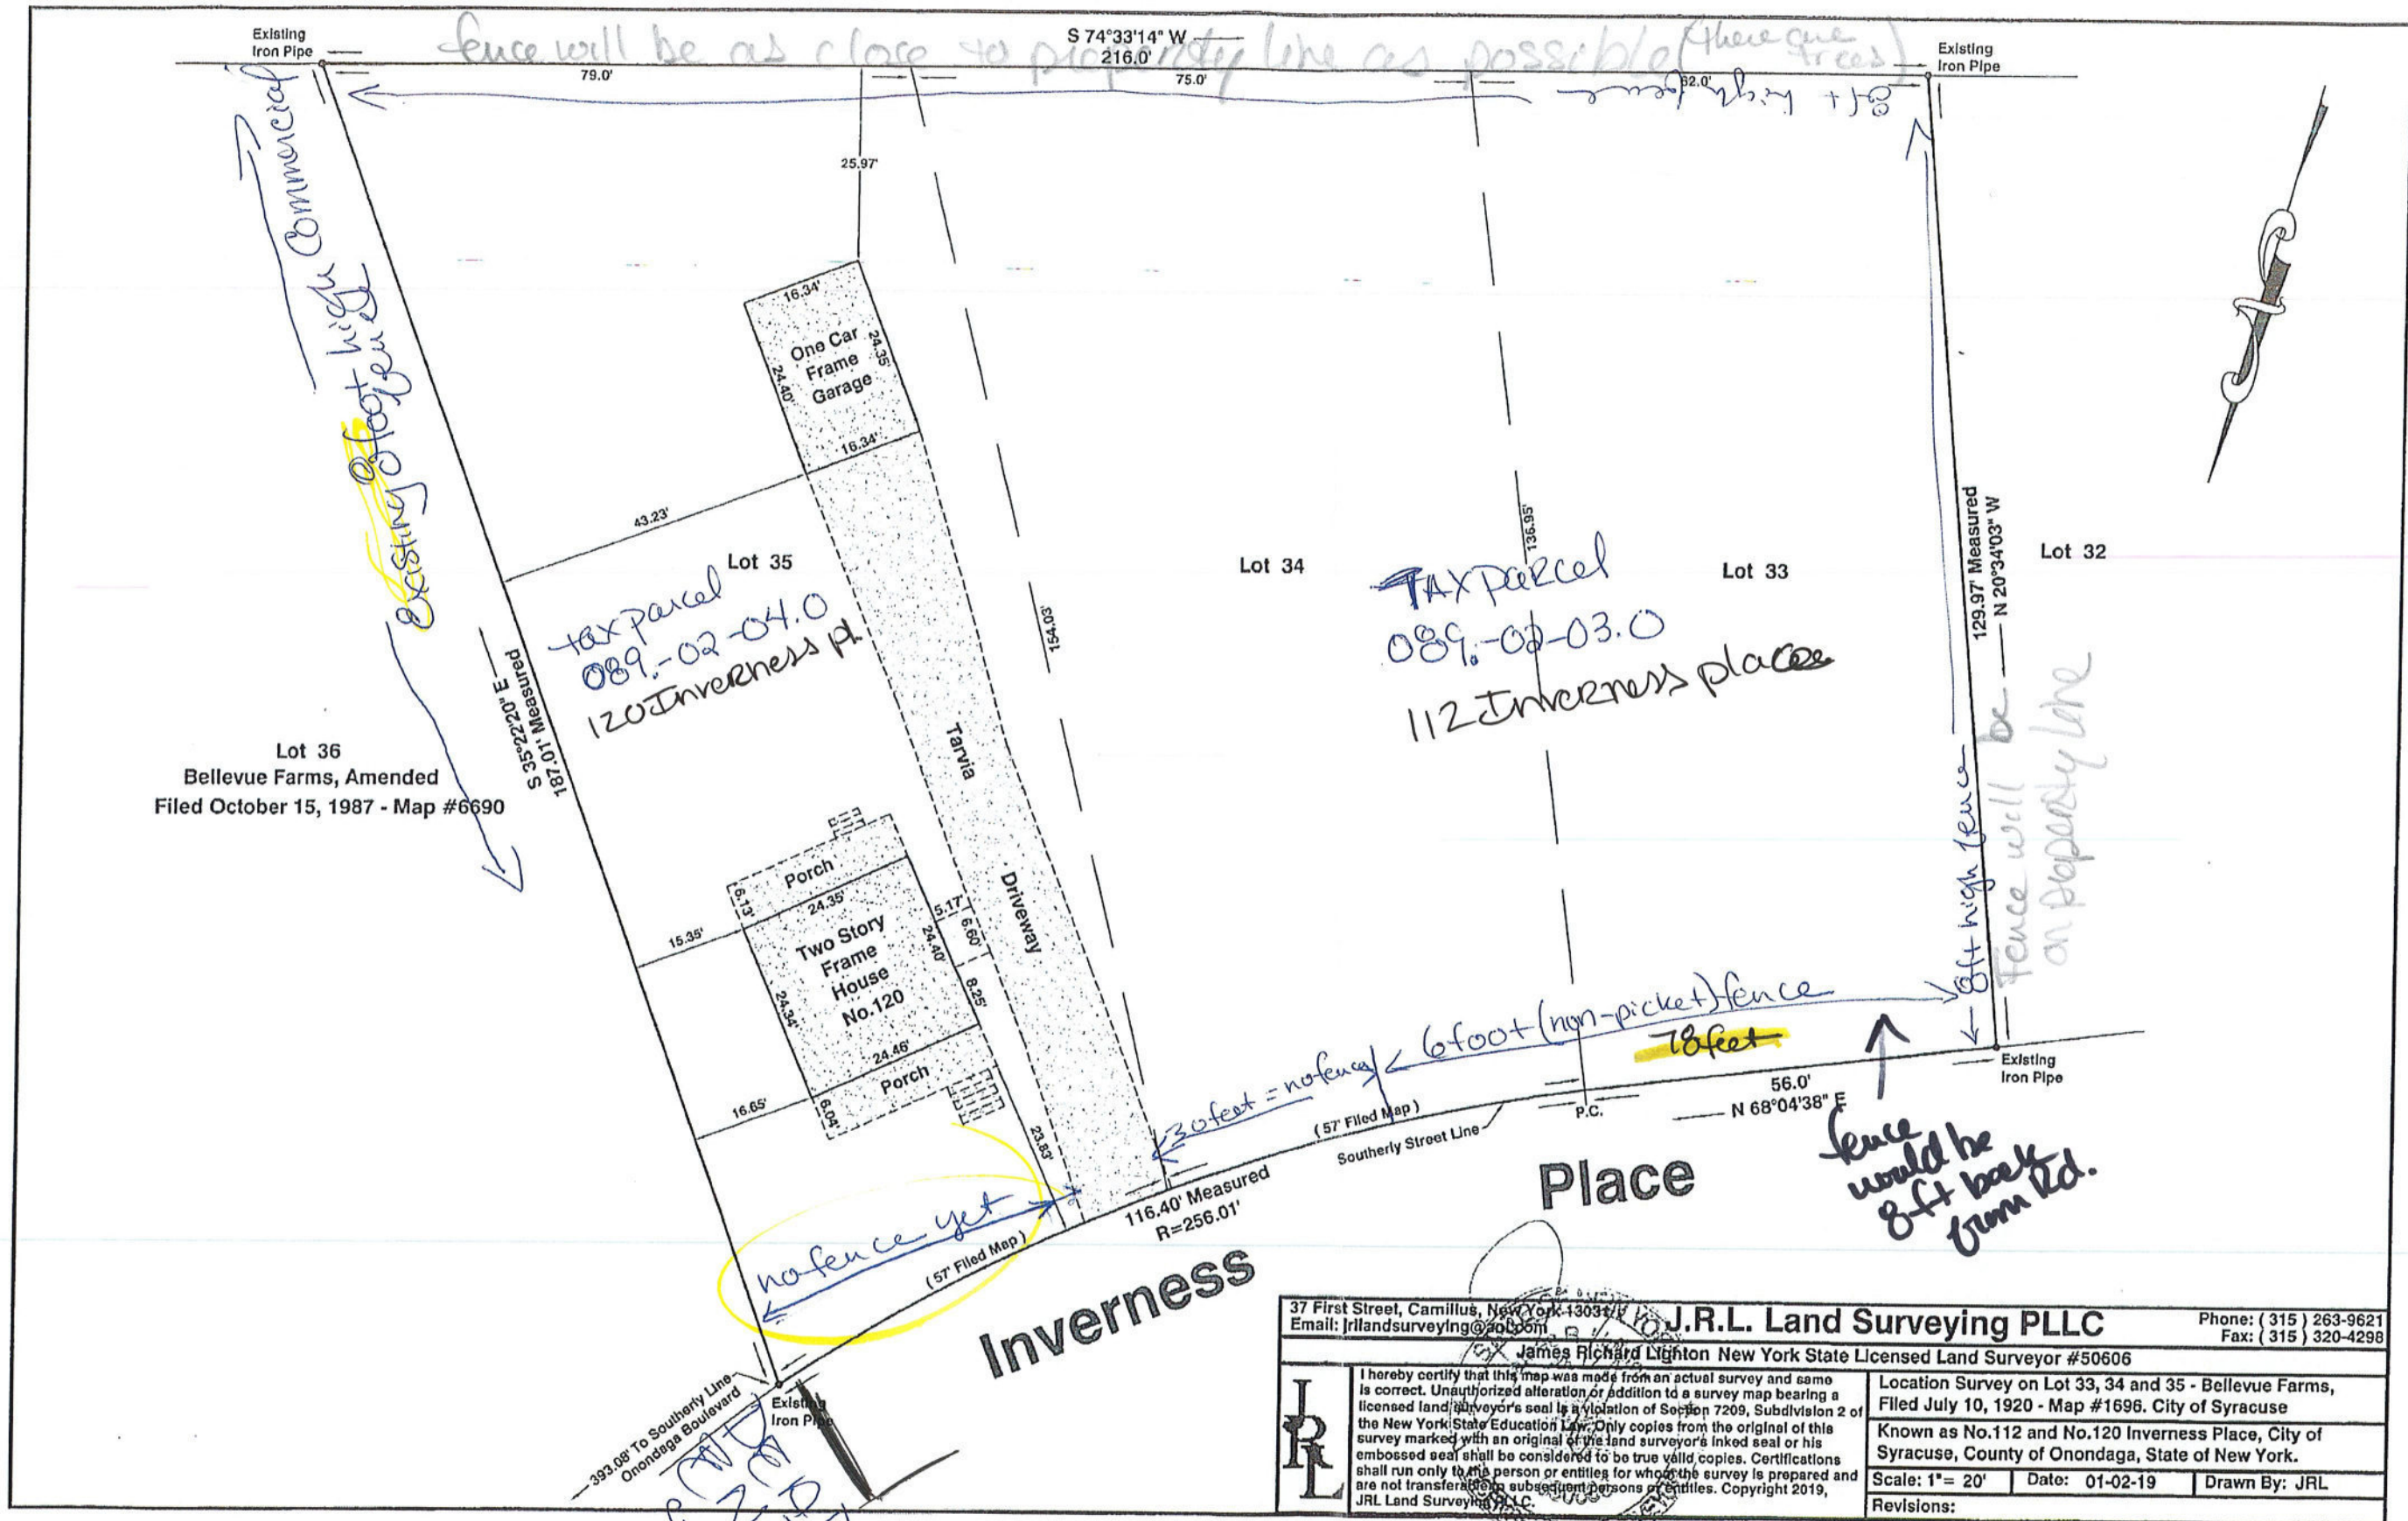 Existing
Iron Pipe
fence will be as close to property line as possible (there are
trees)
S 74°33'14" W
216.0'
Existing
Iron Pipe
79.0'
75.0'
62.0'
8ft high fence
Commercial
existing 8 foot high
fence
25.97'
16.34'
One Car
Frame
Garage
24.35'
24.40'
16.34'
43.23'
Lot 35
tax parcel
089.-02-04.0
120 Inverness pl.
154.03'
Lot 34
136.95'
TAX parcel
089.-02-03.0
112 Inverness place
Lot 33
129.97' Measured
N 20°34'03" W
Lot 32
S 35°22'20" E
187.01' Measured
Lot 36
Bellevue Farms, Amended
Filed October 15, 1987 - Map #6690
Tarvia
Driveway
Porch
6.13'
24.35'
5.17'
6.60'
15.35'
Two Story
Frame
House
No.120
24.40'
8.25'
24.34'
24.46'
Porch
16.65'
6.04'
23.83'
8ft high fence
fence will be
on property line
6 foot (non-picket) fence
78 feet
30 feet = no fence
Existing
Iron Pipe
56.0'
N 68°04'38" E
P.C.
(57' Filed Map)
Southerly Street Line
fence
would be
8ft back
from Rd.
no fence yet
(57' Filed Map)
116.40' Measured
R=256.01'
Inverness
Place
393.08' To Southerly Line
Onondaga Boulevard
Existing
Iron Pipe
37 First Street, Camillus, New York 13031
Email: jrllandsurveying@aol.com
J.R.L. Land Surveying PLLC
Phone: ( 315 ) 263-9621
Fax: ( 315 ) 320-4298
James Richard Lighton New York State Licensed Land Surveyor #50606
JRL
I hereby certify that this map was made from an actual survey and same
is correct. Unauthorized alteration or addition to a survey map bearing a
licensed land surveyor's seal is a violation of Section 7209, Subdivision 2 of
the New York State Education Law. Only copies from the original of this
survey marked with an original of the land surveyor's inked seal or his
embossed seal shall be considered to be true valid copies. Certifications
shall run only to the person or entities for whom the survey is prepared and
are not transferable to subsequent persons or entities. Copyright 2019,
JRL Land Surveying PLLC.
Location Survey on Lot 33, 34 and 35 - Bellevue Farms,
Filed July 10, 1920 - Map #1696. City of Syracuse
Known as No.112 and No.120 Inverness Place, City of
Syracuse, County of Onondaga, State of New York.
Scale: 1"= 20'
Date: 01-02-19
Drawn By: JRL
Revisions: